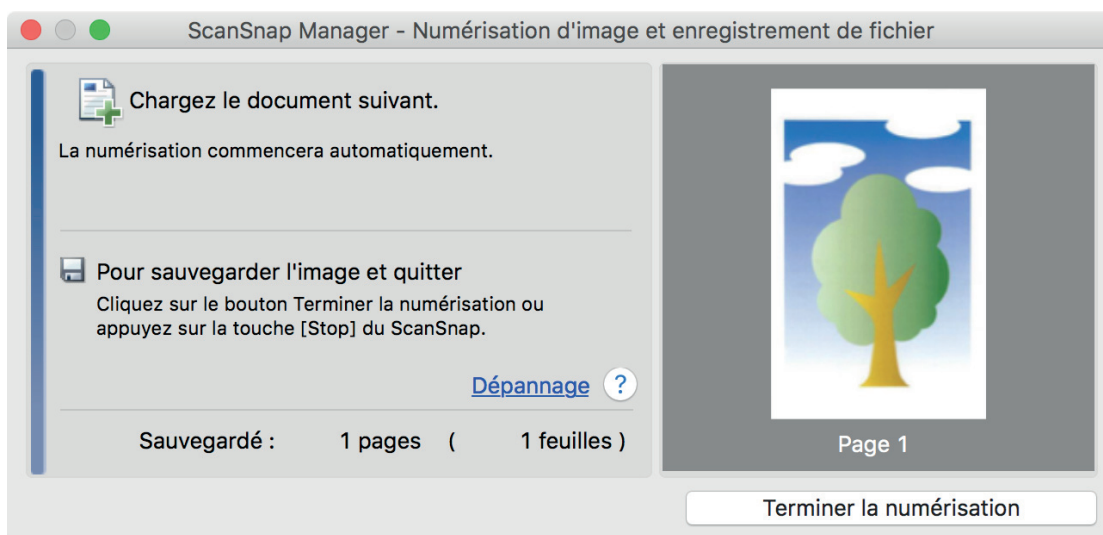 ScanSnap Manager - Numérisation d'image et enregistrement de fichier
Chargez le document suivant.
La numérisation commencera automatiquement.
Pour sauvegarder l'image et quitter
Cliquez sur le bouton Terminer la numérisation ou
appuyez sur la touche [Stop] du ScanSnap.
Dépannage ?
Sauvegardé : 1 pages ( 1 feuilles )
Page 1
Terminer la numérisation